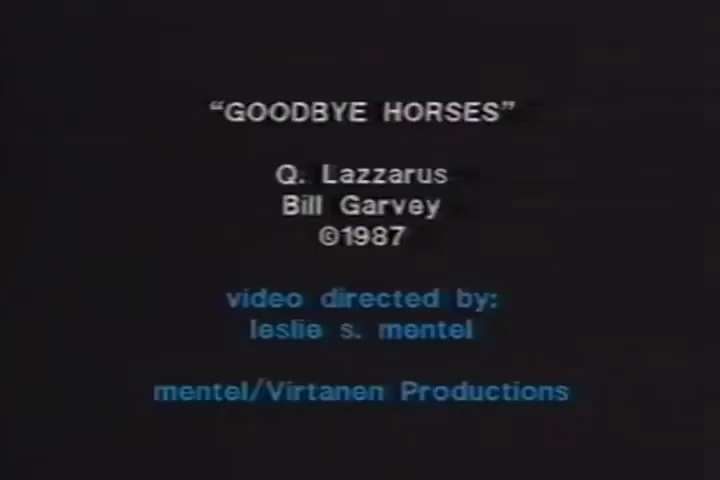 “GOODBYE HORSES”
Q. Lazzarus
Bill Garvey
©1987
video directed by:
leslie s. mentel
mentel/Virtanen Productions